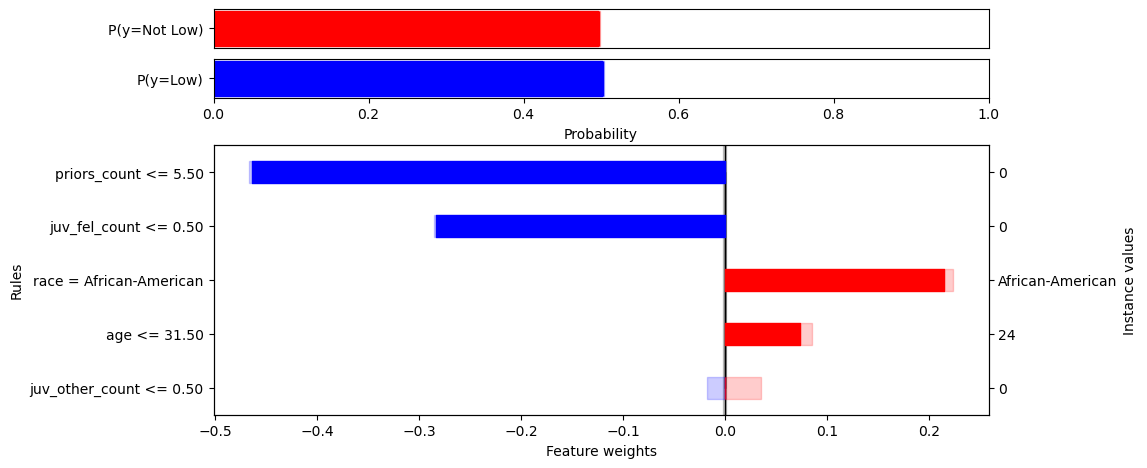 P(y=Not Low)
P(y=Low)
0.0 0.2 0.4 0.6 0.8 1.0
Probability
priors_count <= 5.50 0
juv_fel_count <= 0.50 0
race = African-American African-American
age <= 31.50 24
juv_other_count <= 0.50 0
Rules
Instance values
−0.5 −0.4 −0.3 −0.2 −0.1 0.0 0.1 0.2
Feature weights